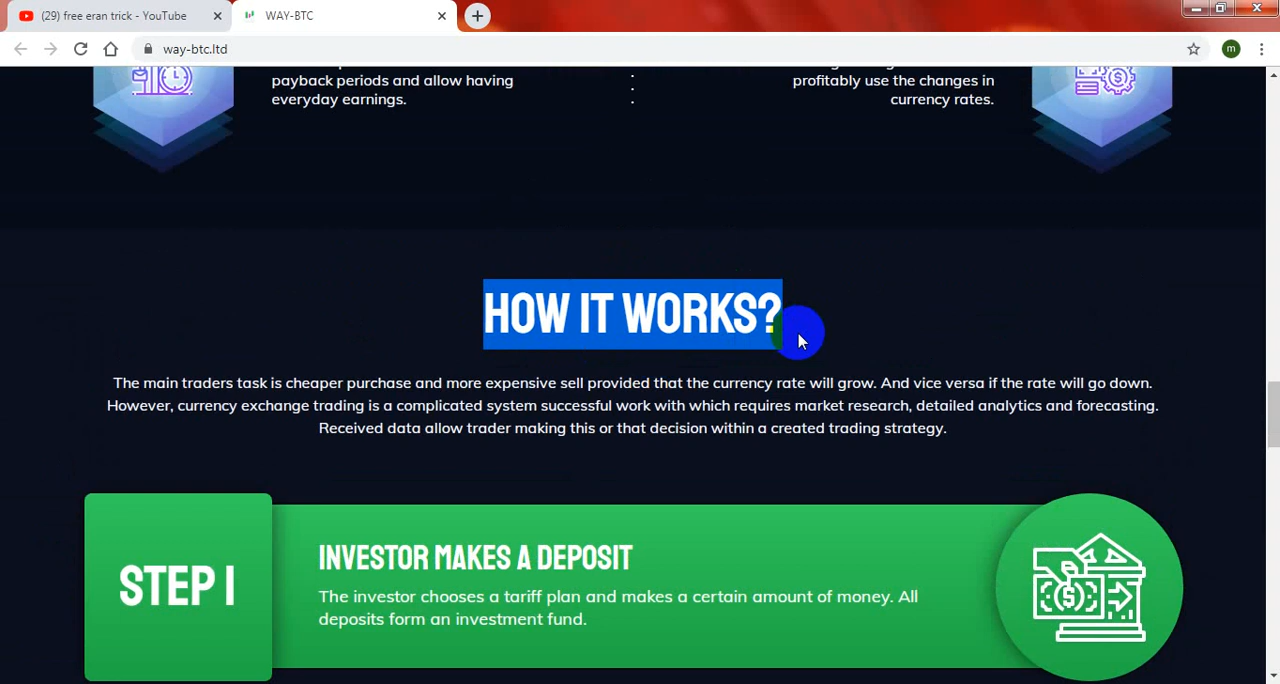 (29) free eran trick - YouTube
WAY-BTC
way-btc.ltd
m
payback periods and allow having
everyday earnings.
profitably use the changes in
currency rates.
HOW IT WORKS?
The main traders task is cheaper purchase and more expensive sell provided that the currency rate will grow. And vice versa if the rate will go down.
However, currency exchange trading is a complicated system successful work with which requires market research, detailed analytics and forecasting.
Received data allow trader making this or that decision within a created trading strategy.
STEP 1
INVESTOR MAKES A DEPOSIT
The investor chooses a tariff plan and makes a certain amount of money. All
deposits form an investment fund.